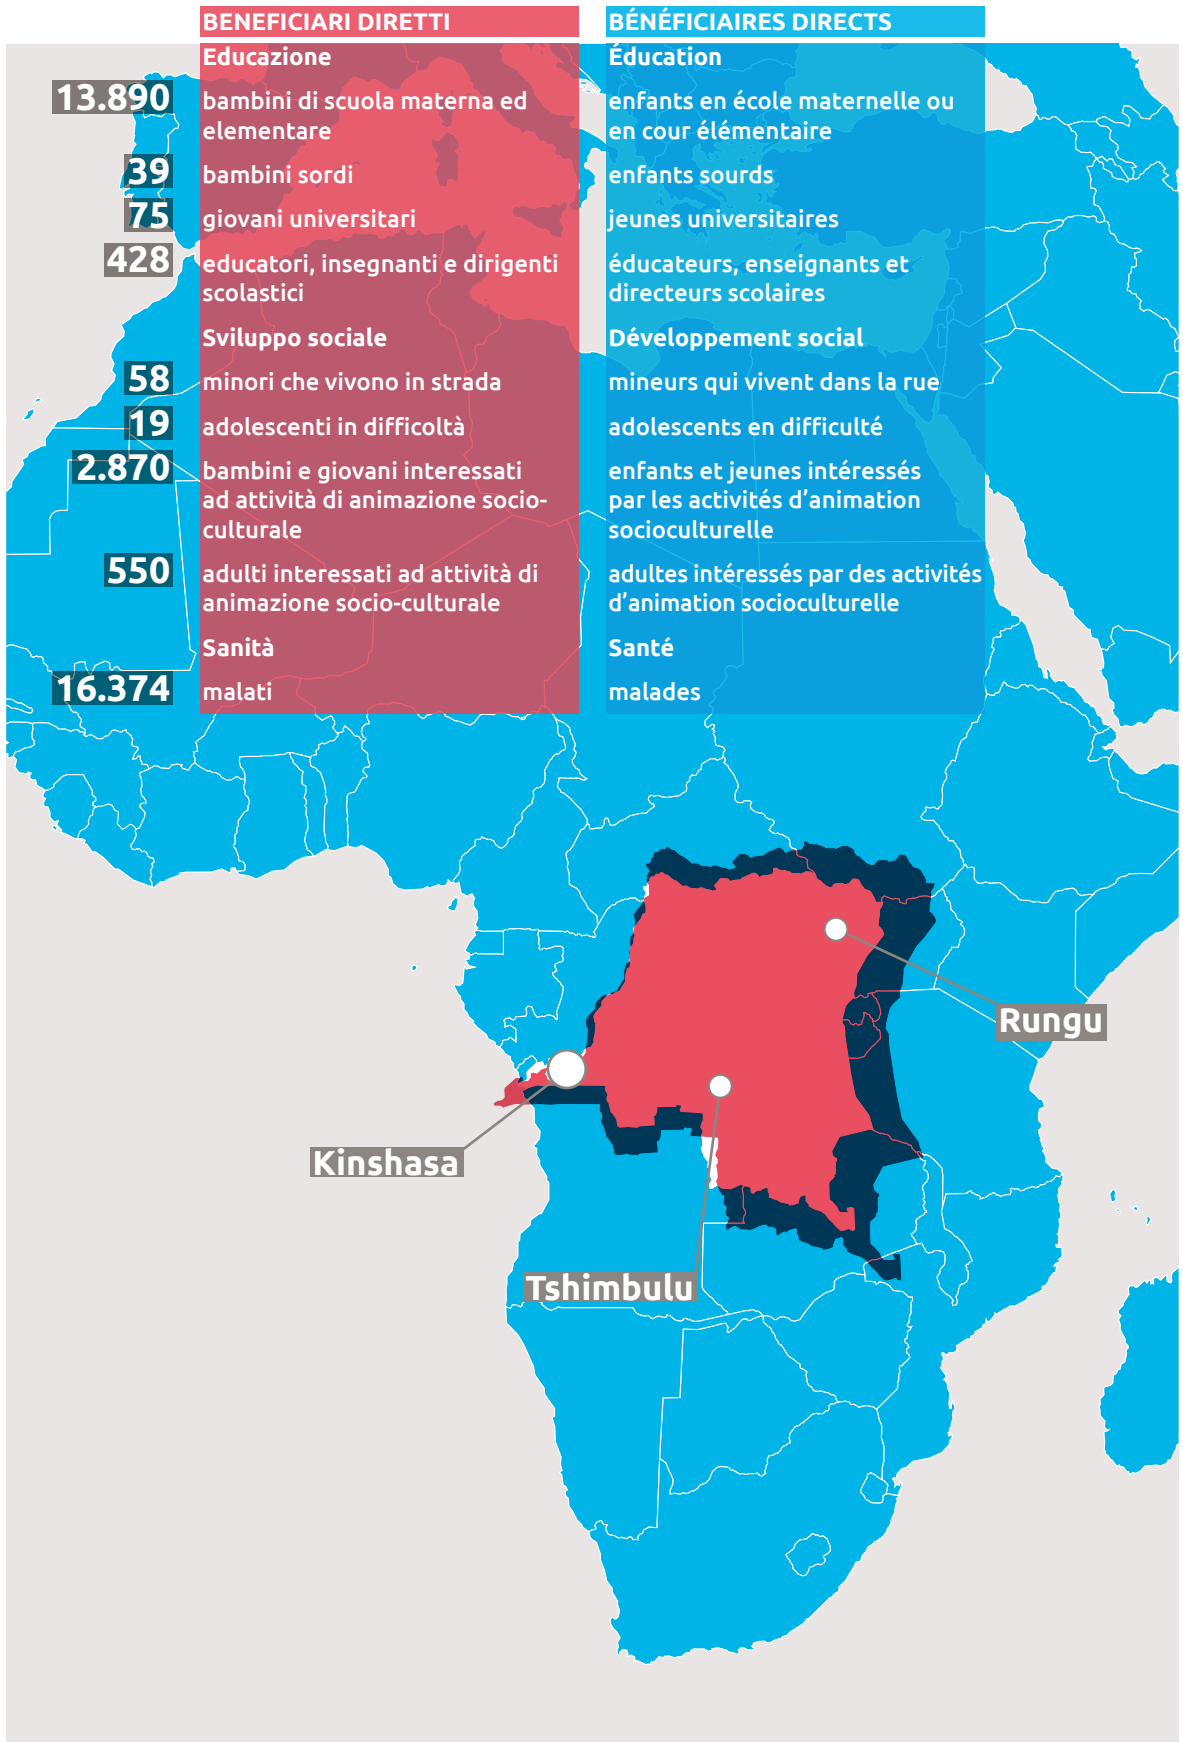 BENEFICIARI DIRETTI
BÉNÉFICIAIRES DIRECTS
Educazione
Éducation
13.890
bambini di scuola materna ed
elementare
enfants en école maternelle ou
en cour élémentaire
39
bambini sordi
enfants sourds
75
giovani universitari
jeunes universitaires
428
educatori, insegnanti e dirigenti
scolastici
éducateurs, enseignants et
directeurs scolaires
Sviluppo sociale
Développement social
58
minori che vivono in strada
mineurs qui vivent dans la rue
19
adolescenti in difficoltà
adolescents en difficulté
2.870
bambini e giovani interessati
ad attività di animazione socio-
culturale
enfants et jeunes intéressés
par les activités d’animation
socioculturelle
550
adulti interessati ad attività di
animazione socio-culturale
adultes intéressés par des activités
d’animation socioculturelle
Sanità
Santé
16.374
malati
malades
Rungu
Kinshasa
Tshimbulu